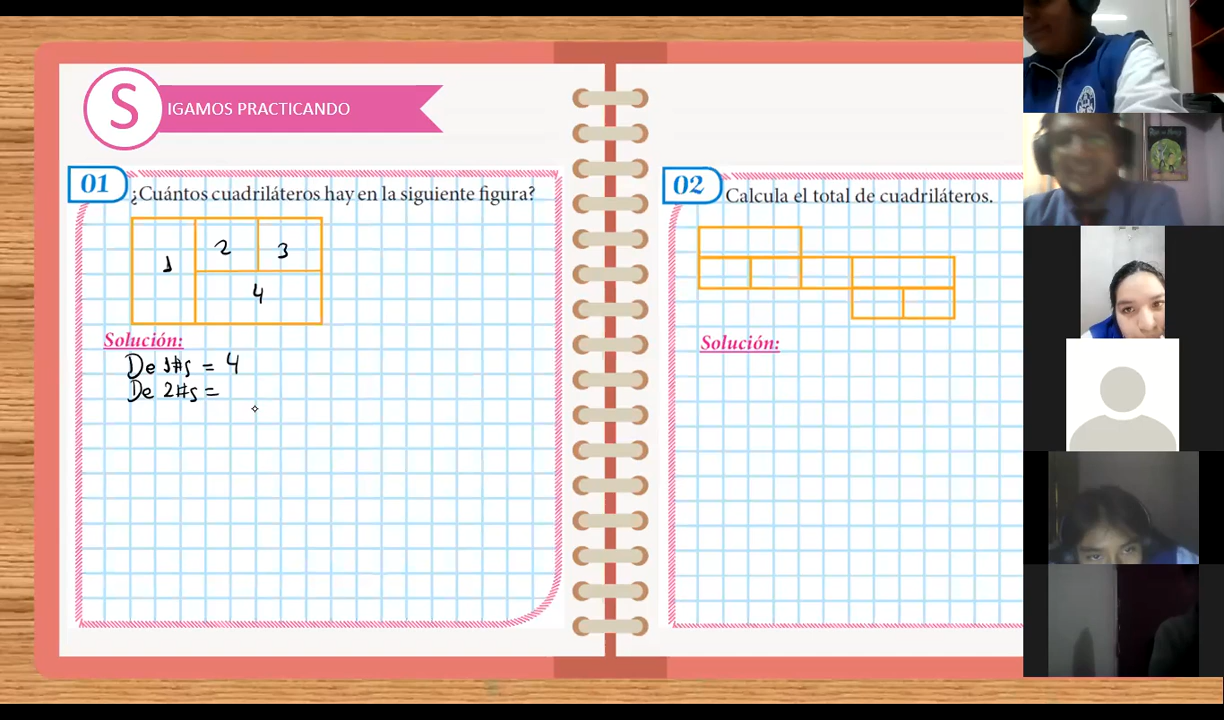 S
IGAMOS PRACTICANDO
01
¿Cuántos cuadriláteros hay en la siguiente figura?
1
2
3
4
Solución:
De 1#s = 4
De 2#s =
02
Calcula el total de cuadriláteros.
Solución: